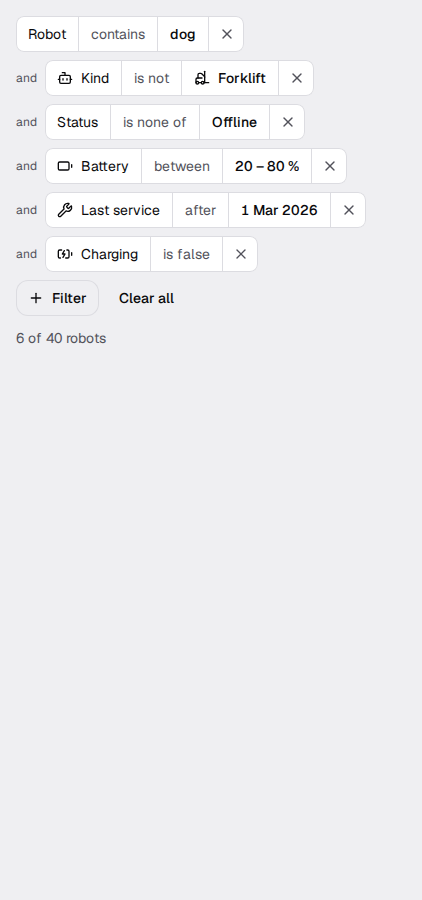 Robot contains dog
and Kind is not Forklift
and Status is none of Offline
and Battery between 20 – 80 %
and Last service after 1 Mar 2026
and Charging is false
Filter Clear all
6 of 40 robots